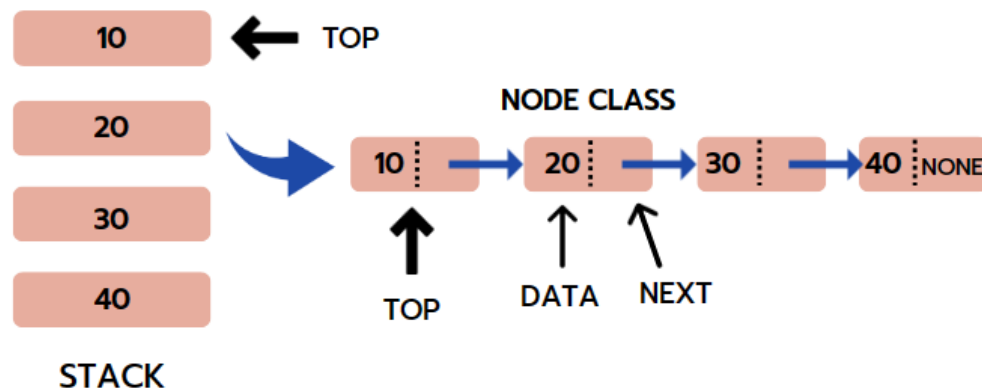 10
TOP
20
30
40
STACK
NODE CLASS
10
20
30
40 NONE
TOP
DATA
NEXT